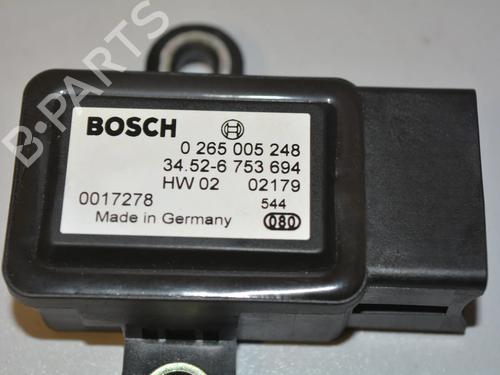 B-PARTS
BOSCH
0 265 005 248
34.52-6 753 694
HW 02 02179
0017278 544
Made in Germany 080